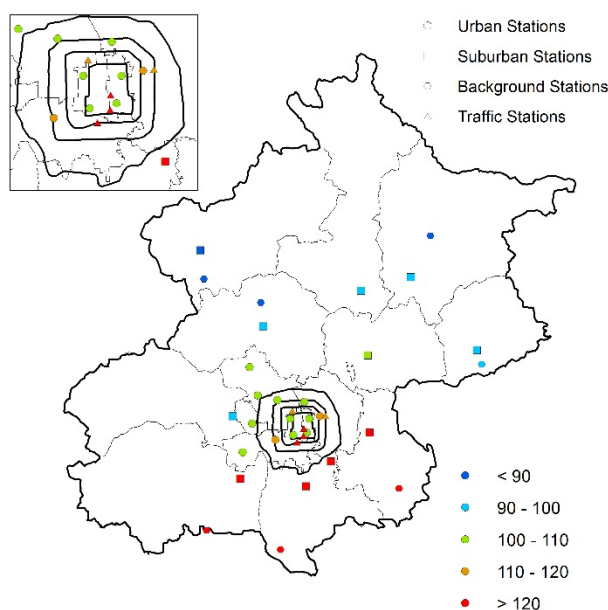 Urban Stations
Suburban Stations
Background Stations
Traffic Stations
< 90
90 - 100
100 - 110
110 - 120
> 120